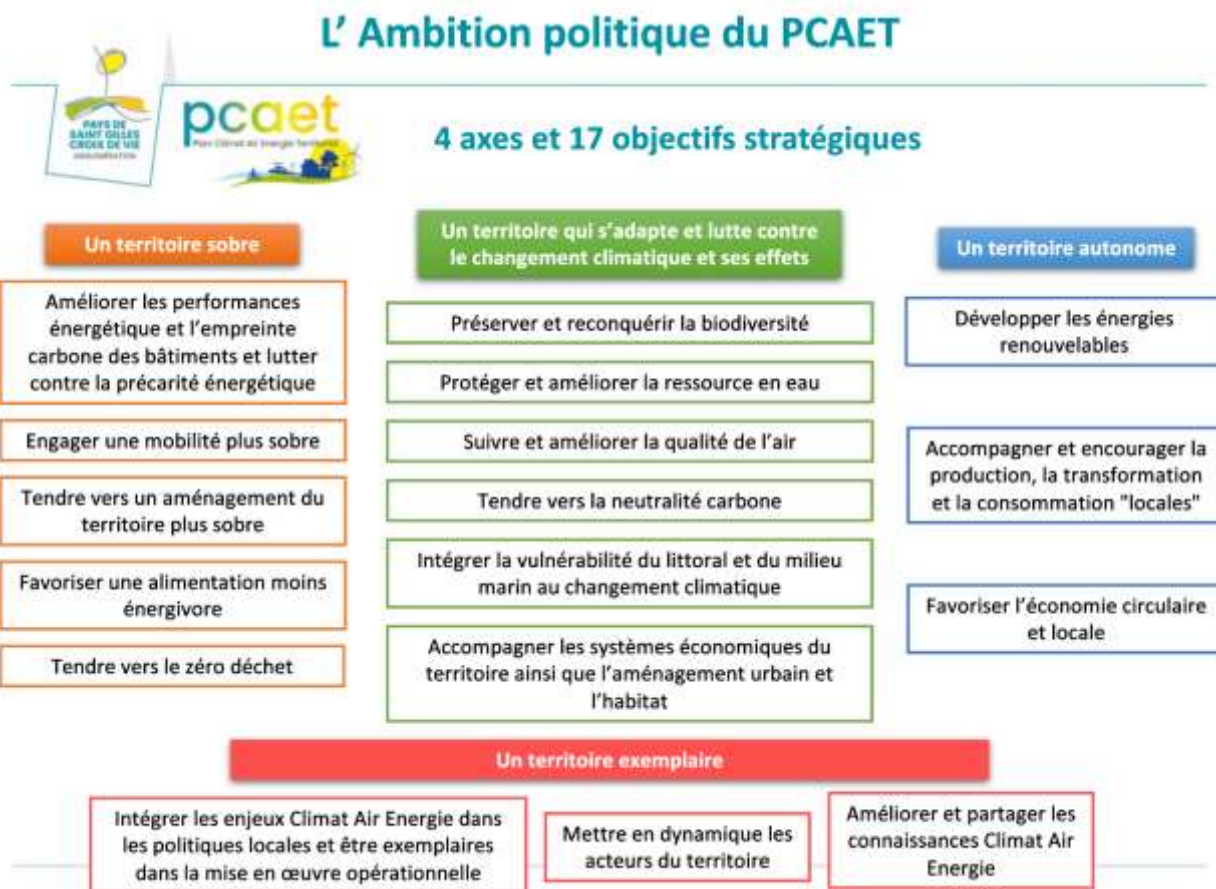 L' Ambition politique du PCAET
PAYS DE
SAINT GILLES
CROIX DE VIE
AGGLOMÉRATION
pcaet
Plan Climat Air Energie Territorial
4 axes et 17 objectifs stratégiques
Un territoire sobre
Améliorer les performances
énergétique et l'empreinte
carbone des bâtiments et lutter
contre la précarité énergétique
Engager une mobilité plus sobre
Tendre vers un aménagement du
territoire plus sobre
Favoriser une alimentation moins
énergivore
Tendre vers le zéro déchet
Un territoire qui s'adapte et lutte contre
le changement climatique et ses effets
Préserver et reconquérir la biodiversité
Protéger et améliorer la ressource en eau
Suivre et améliorer la qualité de l'air
Tendre vers la neutralité carbone
Intégrer la vulnérabilité du littoral et du milieu
marin au changement climatique
Accompagner les systèmes économiques du
territoire ainsi que l'aménagement urbain et
l'habitat
Un territoire autonome
Développer les énergies
renouvelables
Accompagner et encourager la
production, la transformation
et la consommation "locales"
Favoriser l'économie circulaire
et locale
Un territoire exemplaire
Intégrer les enjeux Climat Air Energie dans
les politiques locales et être exemplaires
dans la mise en œuvre opérationnelle
Mettre en dynamique les
acteurs du territoire
Améliorer et partager les
connaissances Climat Air
Energie